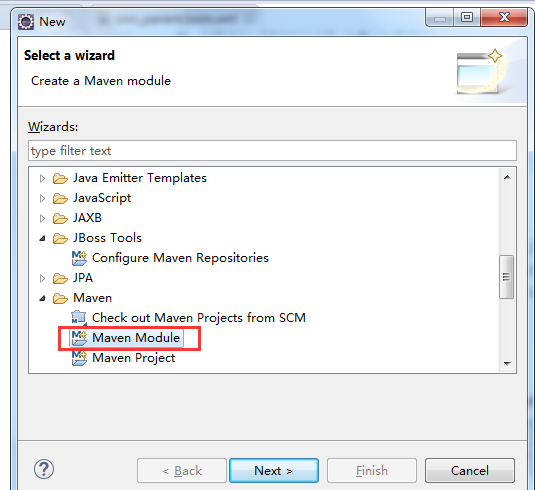 New
Select a wizard
Create a Maven module
Wizards:
type filter text
Java Emitter Templates
JavaScript
JAXB
JBoss Tools
Configure Maven Repositories
JPA
Maven
Check out Maven Projects from SCM
Maven Module
Maven Project
< Back
Next >
Finish
Cancel